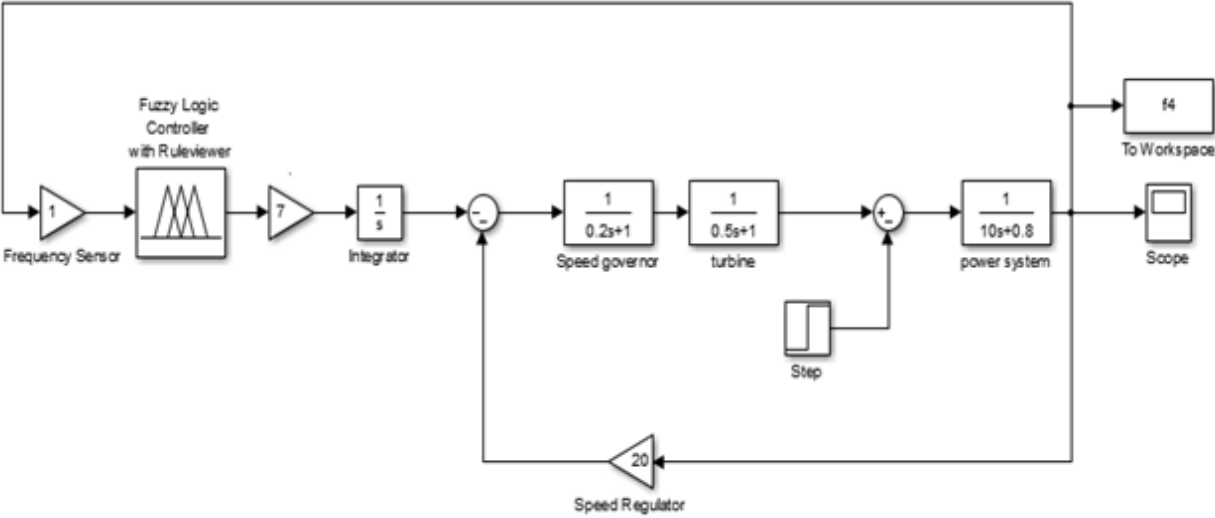 f4
To Workspace
Fuzzy Logic
Controller
with Ruleviewer
1
Frequency Sensor
7
1
s
Integrator
- -
1
0.2s+1
Speed governor
1
0.5s+1
turbine
+ -
1
10s+0.8
power system
Scope
Step
20
Speed Regulator